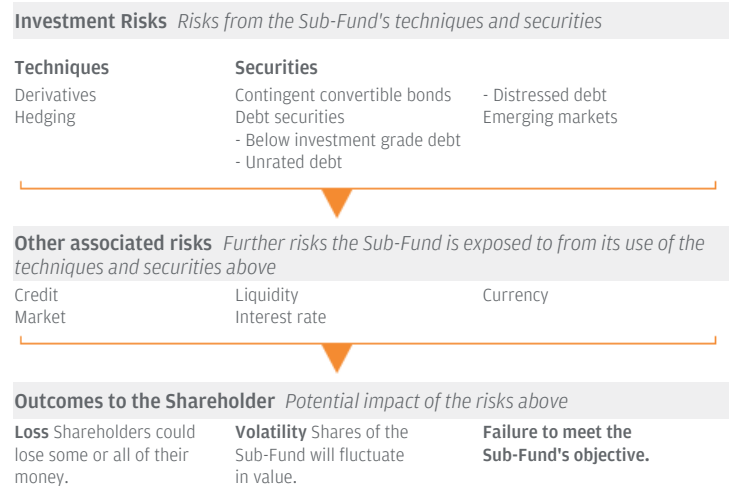 Investment Risks Risks from the Sub-Fund's techniques and securities
Techniques
Derivatives
Hedging
Securities
Contingent convertible bonds
Debt securities
- Below investment grade debt
- Unrated debt
- Distressed debt
Emerging markets
Other associated risks Further risks the Sub-Fund is exposed to from its use of the
techniques and securities above
Credit
Market
Liquidity
Interest rate
Currency
Outcomes to the Shareholder Potential impact of the risks above
Loss Shareholders could
lose some or all of their
money.
Volatility Shares of the
Sub-Fund will fluctuate
in value.
Failure to meet the
Sub-Fund's objective.